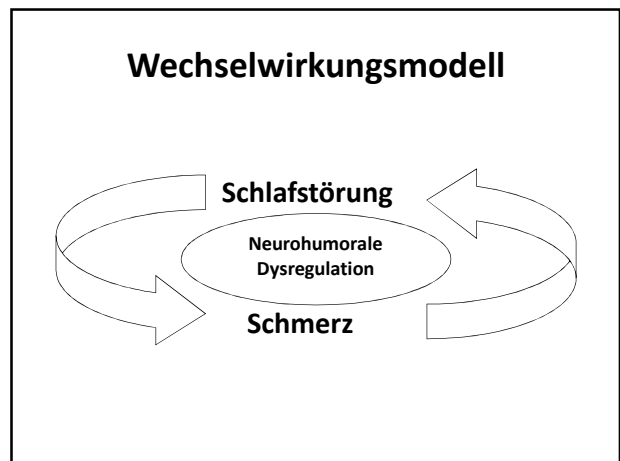 Wechselwirkungsmodell
Schlafstörung
Neurohumorale
Dysregulation
Schmerz